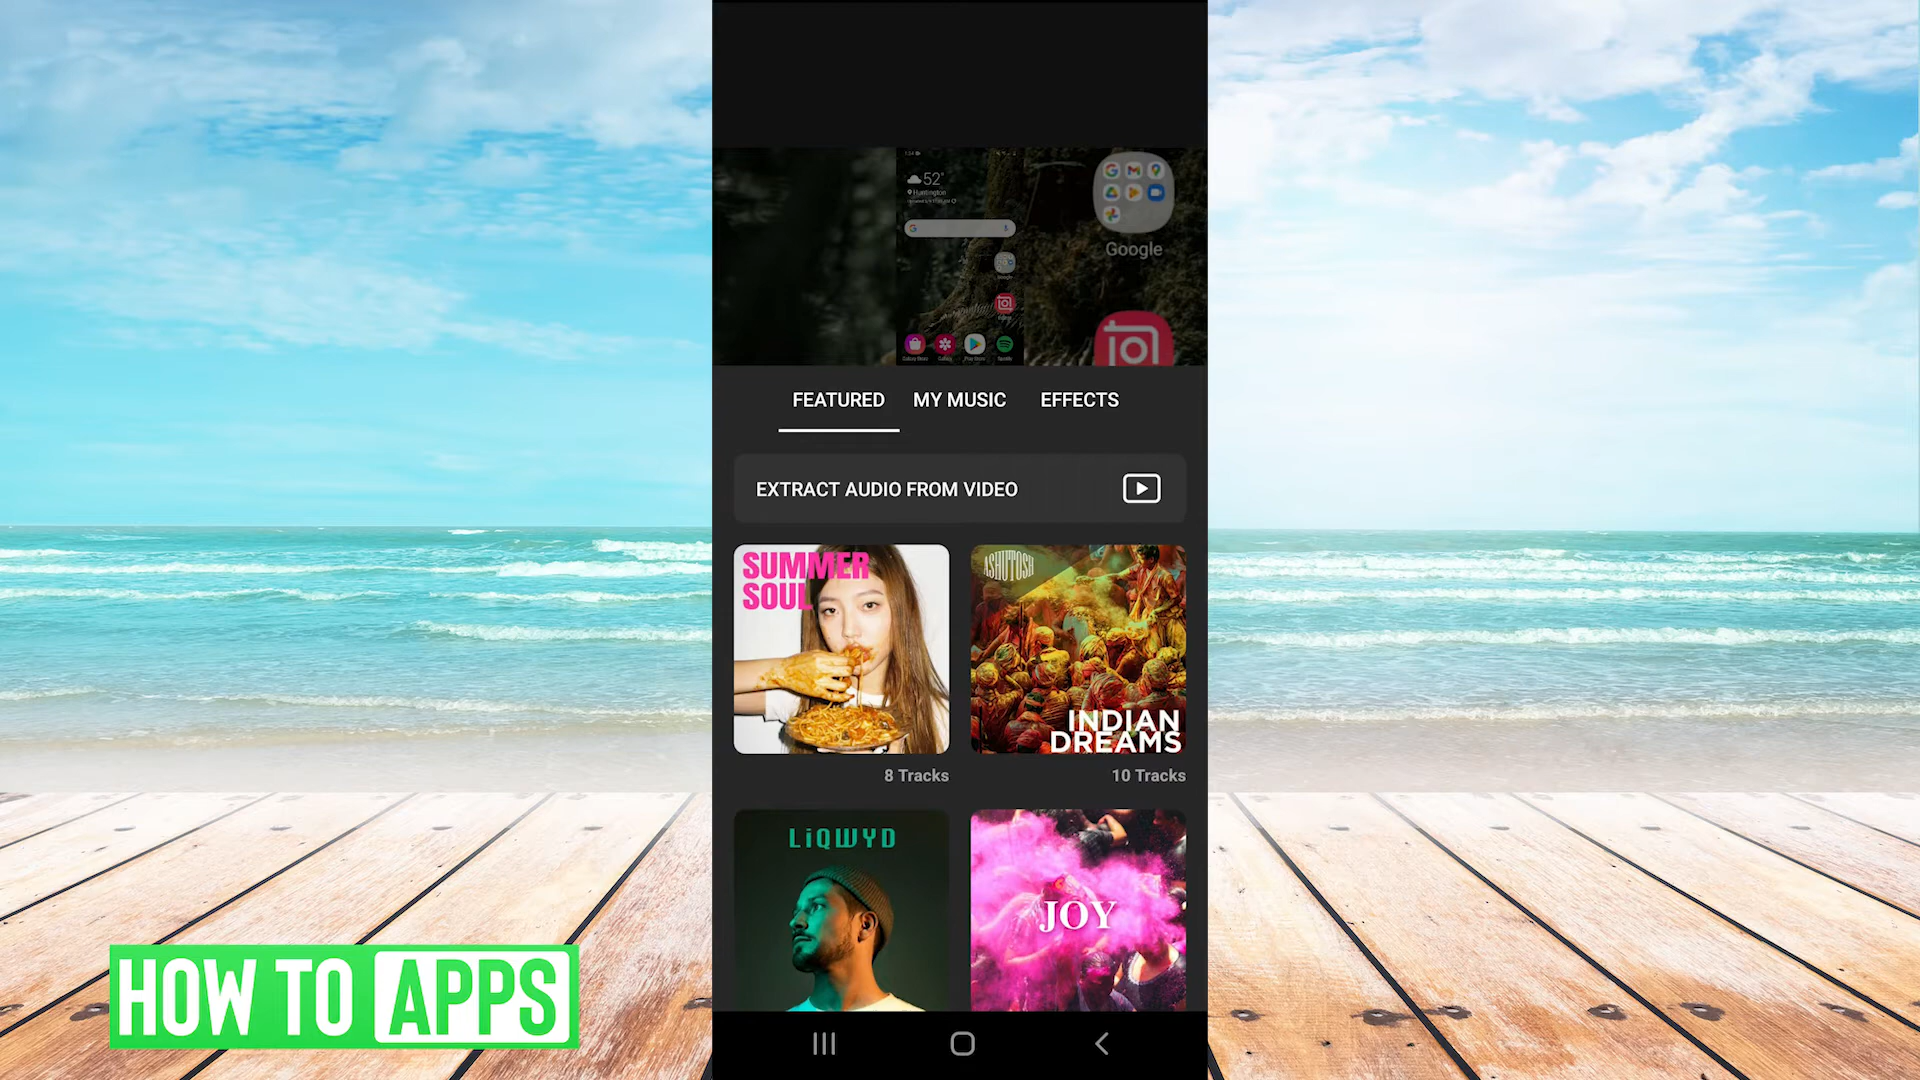 52°
Huntington
Google
FEATURED
MY MUSIC
EFFECTS
EXTRACT AUDIO FROM VIDEO
SUMMER
SOUL
ASHUTOSH
INDIAN
DREAMS
8 Tracks
10 Tracks
LiQWYD
JOY
HOW TO APPS